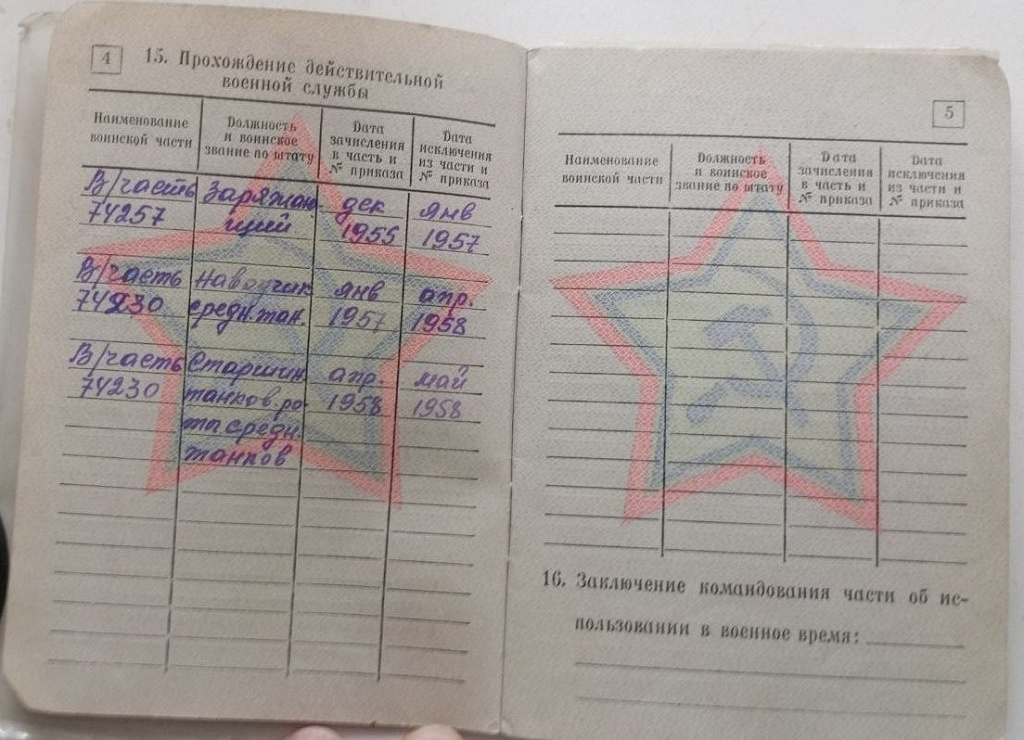 4
15. Прохождение действительной
военной службы
Наименование
воинской части
Должность
и воинское
звание по штату
Дата
зачисления
в часть и
№ приказа
Дата
исключения
из части и
№ приказа
В/часть
74257
Заряжаю
щий
дек
1955
янв
1957
В/часть
74230
наводчик
средн.тан.
янв
1957
апр.
1958
В/часть
74230
Старшин
танков.ро-
ты средн.
танков
апр.
1958
май
1958
5
Наименование
воинской части
Должность
и воинское
звание по штату
Дата
зачисления
в часть и
№ приказа
Дата
исключения
из части и
№ приказа
16. Заключение командования части об ис-
пользовании в военное время: